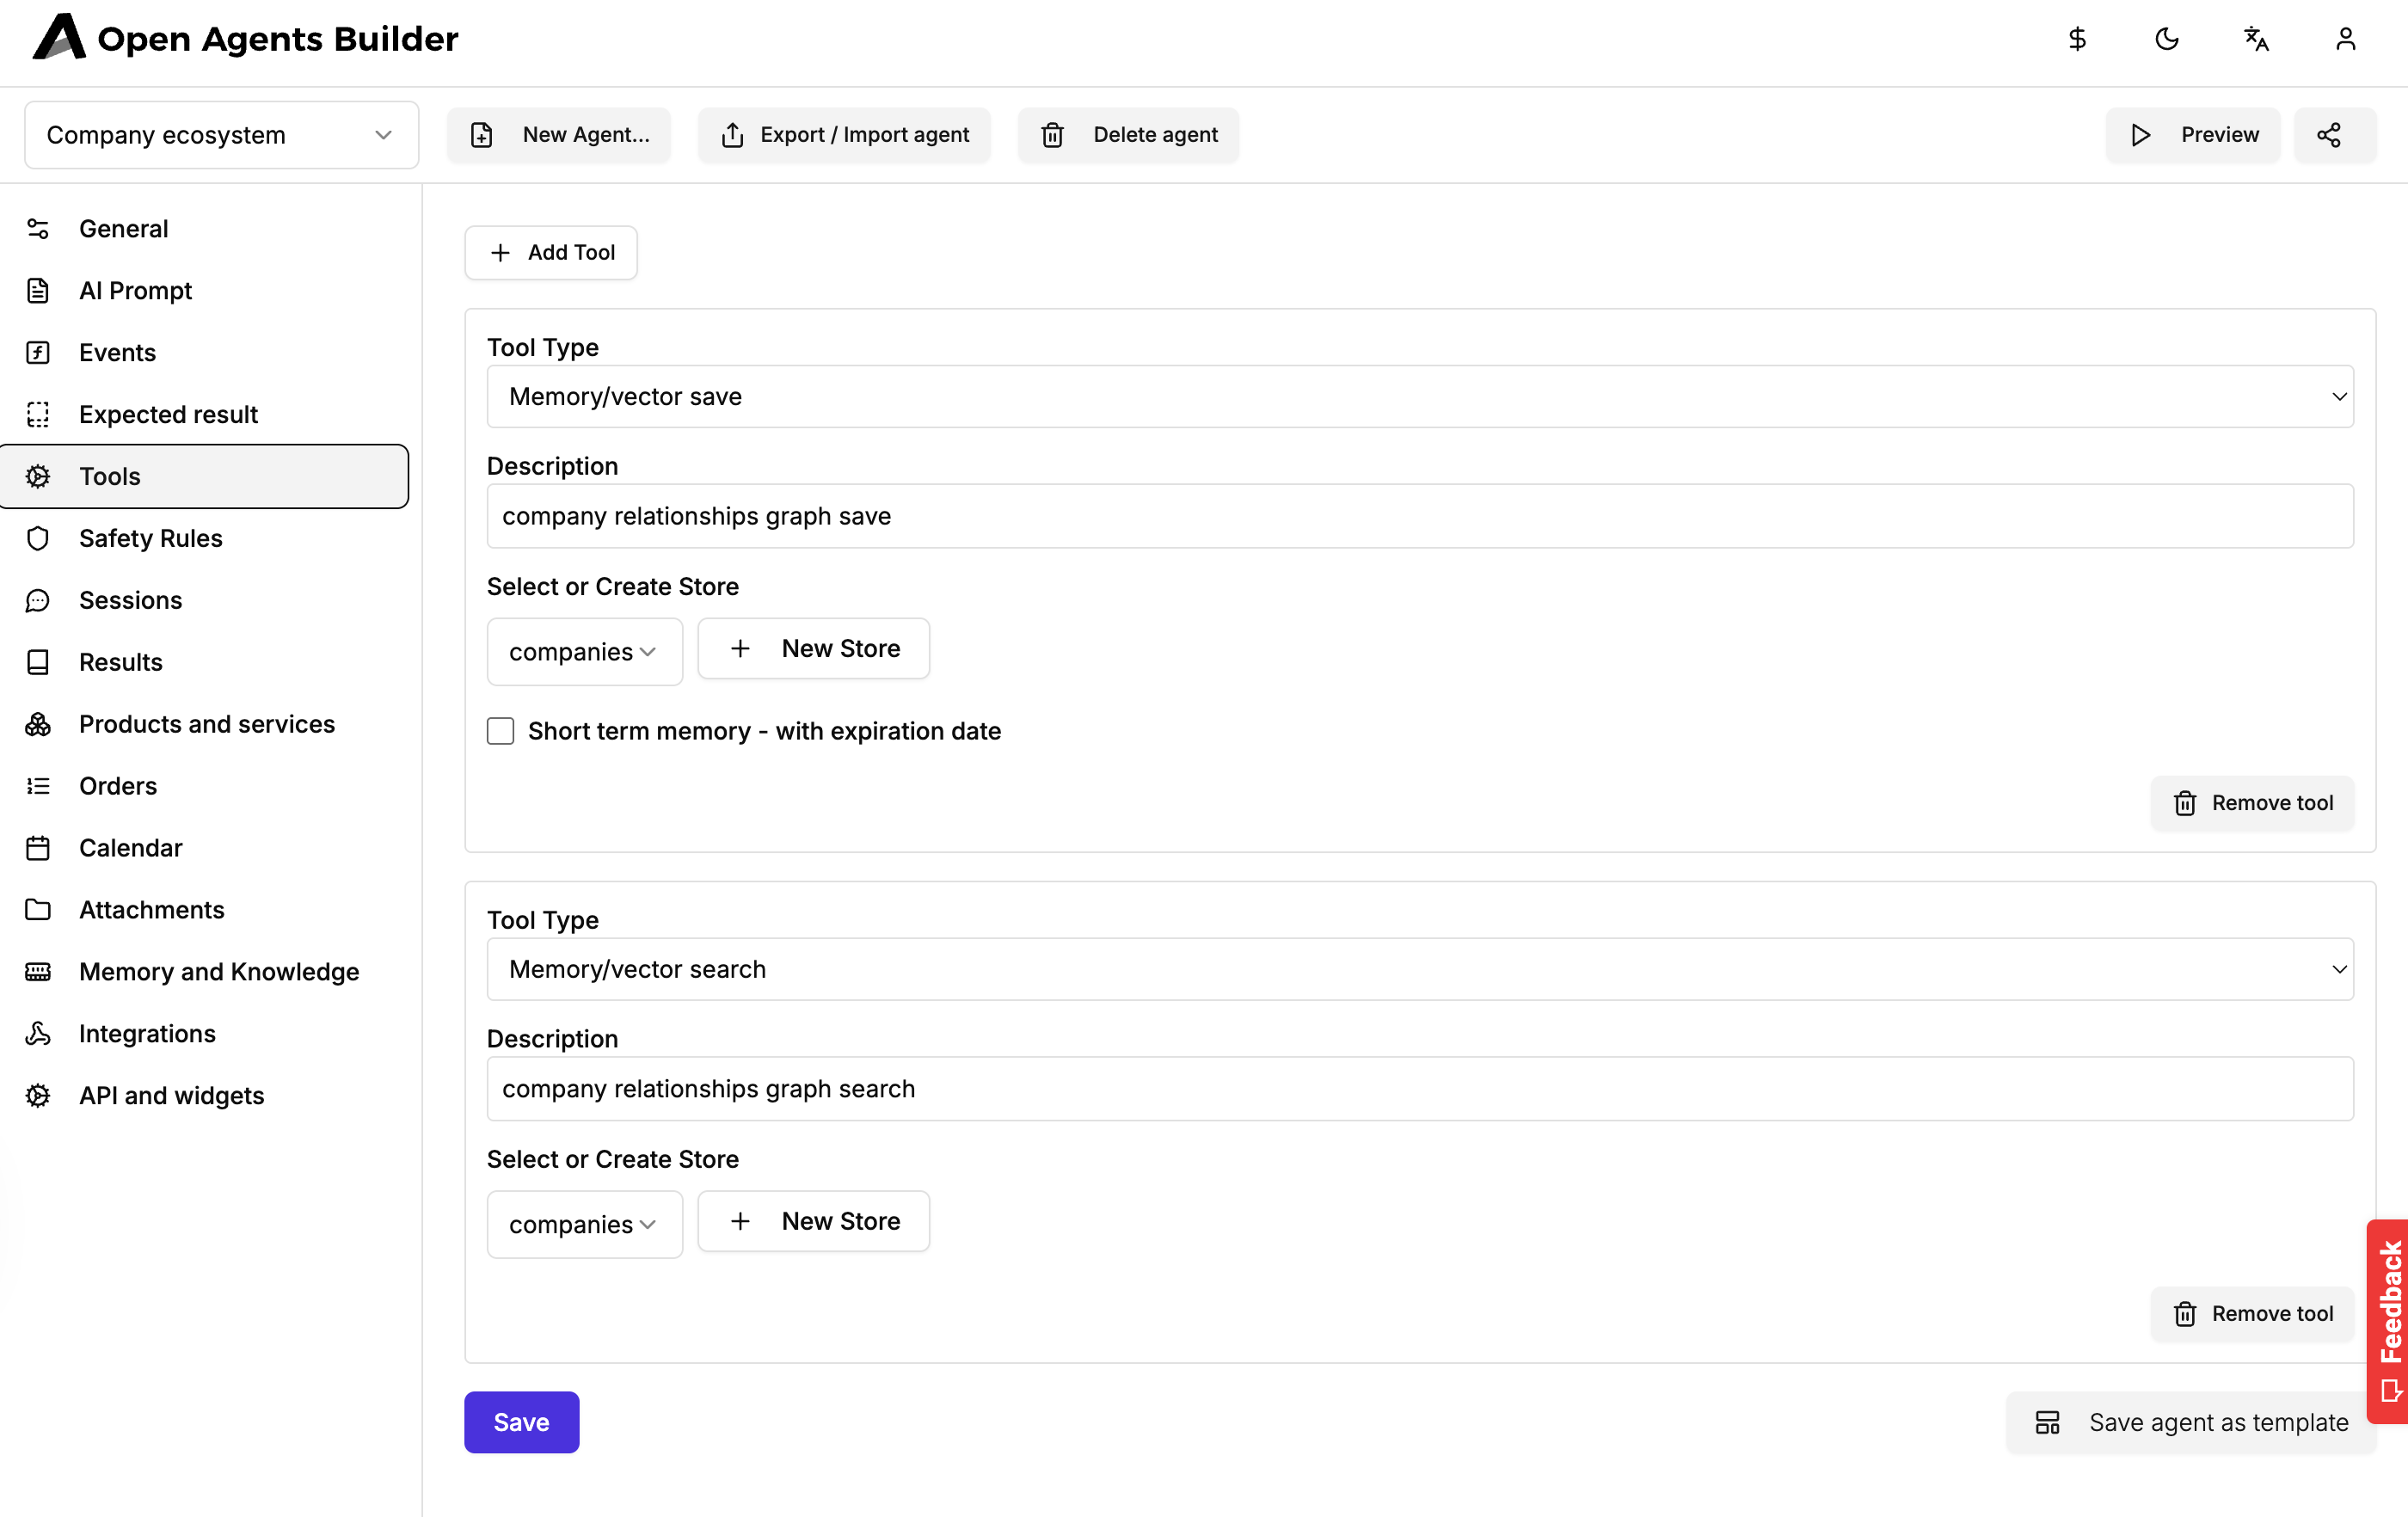 Open Agents Builder
Company ecosystem
New Agent...
Export / Import agent
Delete agent
Preview
General
AI Prompt
Events
Expected result
Tools
Safety Rules
Sessions
Results
Products and services
Orders
Calendar
Attachments
Memory and Knowledge
Integrations
API and widgets
Add Tool
Tool Type
Memory/vector save
Description
company relationships graph save
Select or Create Store
companies
New Store
Short term memory - with expiration date
Remove tool
Tool Type
Memory/vector search
Description
company relationships graph search
Select or Create Store
companies
New Store
Remove tool
Save
Save agent as template
Feedback